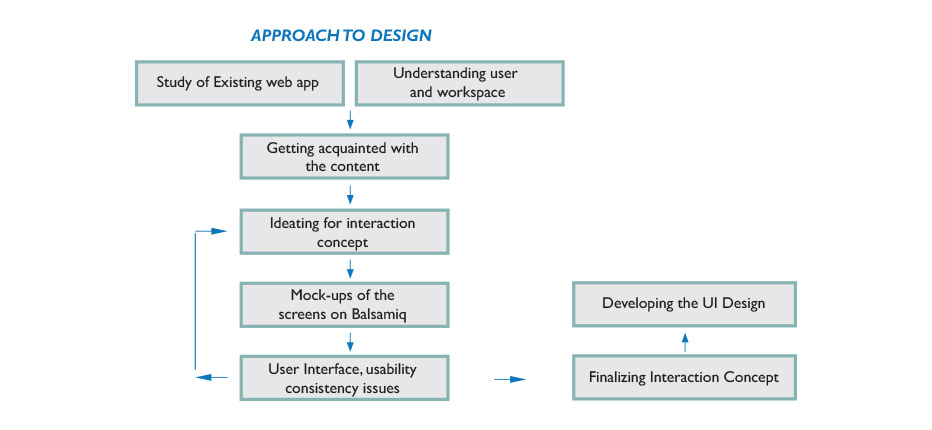 APPROACH TO DESIGN
Study of Existing web app
Understanding user
and workspace
Getting acquainted with
the content
Ideating for interaction
concept
Mock-ups of the
screens on Balsamiq
User Interface, usability
consistency issues
Developing the UI Design
Finalizing Interaction Concept